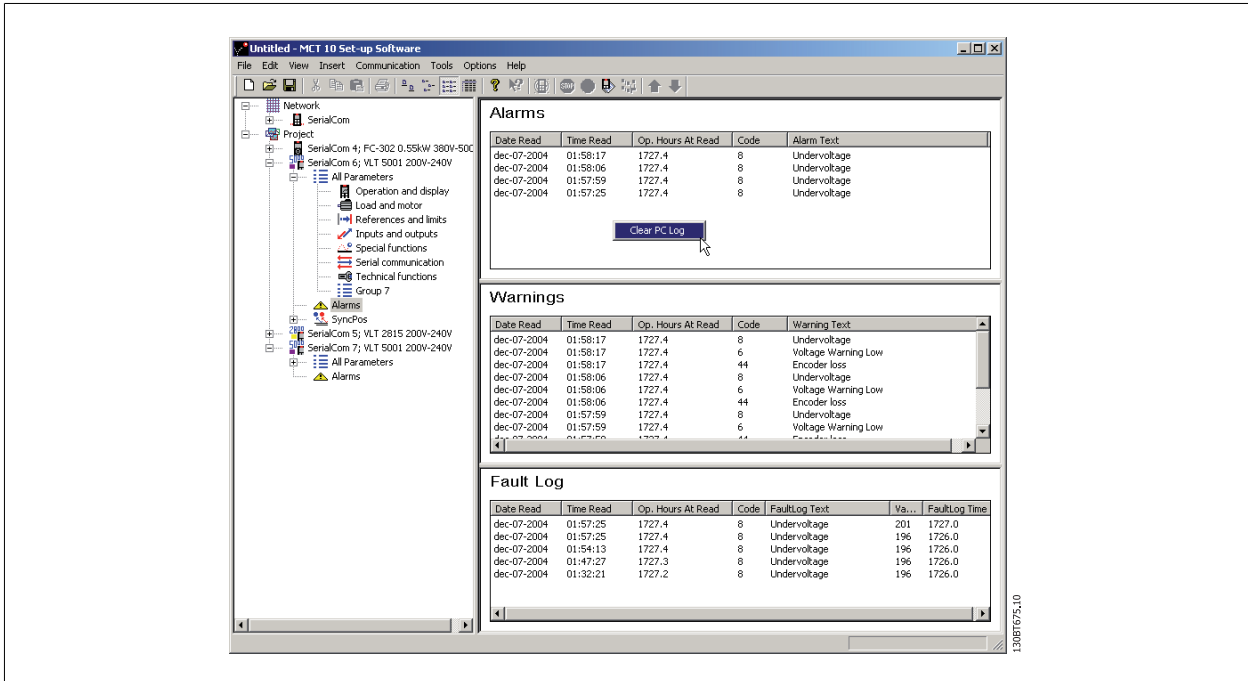 Untitled - MCT 10 Set-up Software
File Edit View Insert Communication Tools Options Help
Network
SerialCom
Project
SerialCom 4; FC-302 0.55kW 380V-500
SerialCom 6; VLT 5001 200V-240V
All Parameters
Operation and display
Load and motor
References and limits
Inputs and outputs
Special functions
Serial communication
Technical functions
Group 7
Alarms
SyncPos
SerialCom 5; VLT 2815 200V-240V
SerialCom 7; VLT 5001 200V-240V
All Parameters
Alarms
Alarms
Date Read Time Read Op. Hours At Read Code Alarm Text
dec-07-2004 01:58:17 1727.4 8 Undervoltage
dec-07-2004 01:58:06 1727.4 8 Undervoltage
dec-07-2004 01:57:59 1727.4 8 Undervoltage
dec-07-2004 01:57:25 1727.4 8 Undervoltage
Clear PC Log
Warnings
Date Read Time Read Op. Hours At Read Code Warning Text
dec-07-2004 01:58:17 1727.4 8 Undervoltage
dec-07-2004 01:58:17 1727.4 6 Voltage Warning Low
dec-07-2004 01:58:17 1727.4 44 Encoder loss
dec-07-2004 01:58:06 1727.4 8 Undervoltage
dec-07-2004 01:58:06 1727.4 6 Voltage Warning Low
dec-07-2004 01:58:06 1727.4 44 Encoder loss
dec-07-2004 01:57:59 1727.4 8 Undervoltage
dec-07-2004 01:57:59 1727.4 6 Voltage Warning Low
dec-07-2004 01:57:59 1727.4 44 Encoder loss
Fault Log
Date Read Time Read Op. Hours At Read Code FaultLog Text Va... FaultLog Time
dec-07-2004 01:57:25 1727.4 8 Undervoltage 201 1727.0
dec-07-2004 01:57:25 1727.4 8 Undervoltage 196 1726.0
dec-07-2004 01:54:13 1727.4 8 Undervoltage 196 1726.0
dec-07-2004 01:47:27 1727.3 8 Undervoltage 196 1726.0
dec-07-2004 01:32:21 1727.2 8 Undervoltage 196 1726.0
130BT675.10